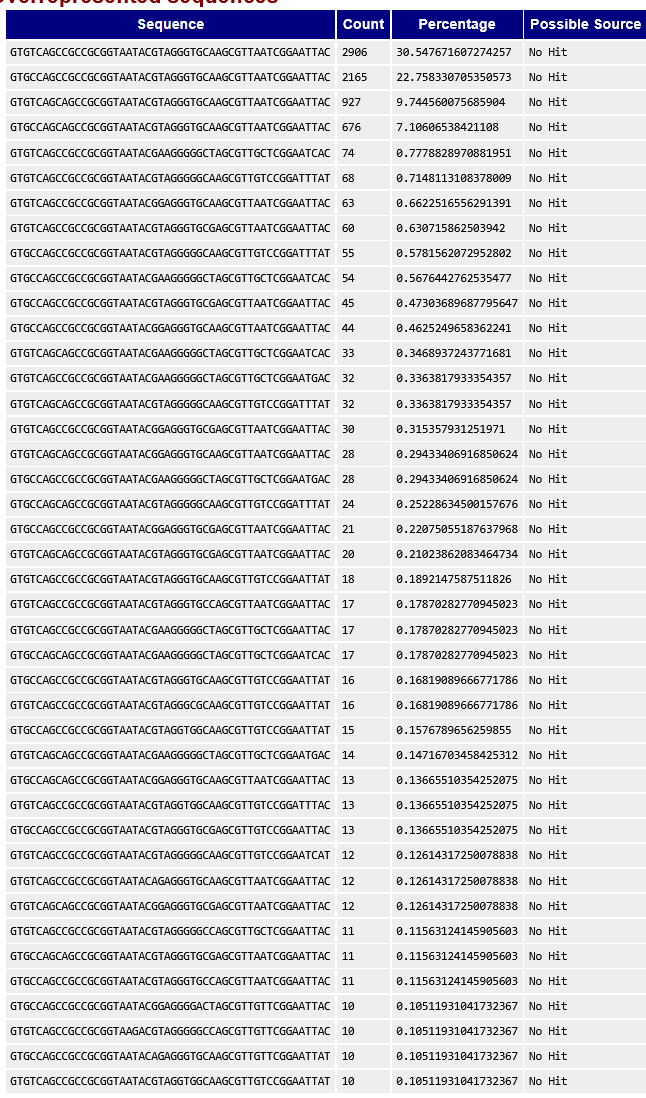 Overrepresented sequences
Sequence Count Percentage Possible Source
GTGTCAGCCGCCGCGGTAATACGTAGGGTGCAAGCGTTAATCGGAATTAC 2906 30.547671607274257 No Hit
GTGCCAGCCGCCGCGGTAATACGTAGGGTGCAAGCGTTAATCGGAATTAC 2165 22.758330705350573 No Hit
GTGTCAGCAGCCGCGGTAATACGTAGGGTGCAAGCGTTAATCGGAATTAC 927 9.744560075685904 No Hit
GTGCCAGCAGCCGCGGTAATACGTAGGGTGCAAGCGTTAATCGGAATTAC 676 7.10606538421108 No Hit
GTGTCAGCCGCCGCGGTAATACGAAGGGGGCTAGCGTTGCTCGGAATCAC 74 0.7778828970881951 No Hit
GTGTCAGCCGCCGCGGTAATACGTAGGGGGCAAGCGTTGTCCGGATTTAT 68 0.7148113108378009 No Hit
GTGTCAGCCGCCGCGGTAATACGGAGGGTGCAAGCGTTAATCGGAATTAC 63 0.6622516556291391 No Hit
GTGTCAGCCGCCGCGGTAATACGTAGGGTGCGAGCGTTAATCGGAATTAC 60 0.630715862503942 No Hit
GTGCCAGCCGCCGCGGTAATACGTAGGGGGCAAGCGTTGTCCGGATTTAT 55 0.5781562072952802 No Hit
GTGCCAGCCGCCGCGGTAATACGAAGGGGGCTAGCGTTGCTCGGAATCAC 54 0.5676442762535477 No Hit
GTGCCAGCCGCCGCGGTAATACGTAGGGTGCGAGCGTTAATCGGAATTAC 45 0.47303689687795647 No Hit
GTGCCAGCCGCCGCGGTAATACGGAGGGTGCAAGCGTTAATCGGAATTAC 44 0.4625249658362241 No Hit
GTGTCAGCAGCCGCGGTAATACGAAGGGGGCTAGCGTTGCTCGGAATCAC 33 0.3468937243771681 No Hit
GTGTCAGCCGCCGCGGTAATACGAAGGGGGCTAGCGTTGCTCGGAATGAC 32 0.3363817933354357 No Hit
GTGTCAGCAGCCGCGGTAATACGTAGGGGGCAAGCGTTGTCCGGATTTAT 32 0.3363817933354357 No Hit
GTGTCAGCCGCCGCGGTAATACGGAGGGTGCGAGCGTTAATCGGAATTAC 30 0.315357931251971 No Hit
GTGTCAGCAGCCGCGGTAATACGGAGGGTGCAAGCGTTAATCGGAATTAC 28 0.29433406916850624 No Hit
GTGCCAGCCGCCGCGGTAATACGAAGGGGGCTAGCGTTGCTCGGAATGAC 28 0.29433406916850624 No Hit
GTGCCAGCAGCCGCGGTAATACGTAGGGGGCAAGCGTTGTCCGGATTTAT 24 0.25228634500157676 No Hit
GTGCCAGCCGCCGCGGTAATACGGAGGGTGCGAGCGTTAATCGGAATTAC 21 0.22075055187637968 No Hit
GTGTCAGCAGCCGCGGTAATACGTAGGGTGCGAGCGTTAATCGGAATTAC 20 0.21023862083464734 No Hit
GTGTCAGCCGCCGCGGTAATACGTAGGGTGCAAGCGTTGTCCGGAATTAT 18 0.1892147587511826 No Hit
GTGTCAGCCGCCGCGGTAATACGTAGGGTGCCAGCGTTAATCGGAATTAC 17 0.17870282770945023 No Hit
GTGTCAGCCGCCGCGGTAATACGAAGGGGGCTAGCGTTGCTCGGAATTAC 17 0.17870282770945023 No Hit
GTGCCAGCAGCCGCGGTAATACGAAGGGGGCTAGCGTTGCTCGGAATCAC 17 0.17870282770945023 No Hit
GTGCCAGCCGCCGCGGTAATACGTAGGGTGCAAGCGTTGTCCGGAATTAT 16 0.16819089666771786 No Hit
GTGTCAGCCGCCGCGGTAATACGTAGGGCGCAAGCGTTGTCCGGAATTAT 16 0.16819089666771786 No Hit
GTGTCAGCCGCCGCGGTAATACGTAGGTGGCAAGCGTTGTCCGGAATTAT 15 0.1576789656259855 No Hit
GTGTCAGCAGCCGCGGTAATACGAAGGGGGCTAGCGTTGCTCGGAATGAC 14 0.14716703458425312 No Hit
GTGCCAGCAGCCGCGGTAATACGGAGGGTGCAAGCGTTAATCGGAATTAC 13 0.13665510354252075 No Hit
GTGTCAGCCGCCGCGGTAATACGTAGGTGGCAAGCGTTGTCCGGATTTAC 13 0.13665510354252075 No Hit
GTGCCAGCCGCCGCGGTAATACGTAGGGTGCGAGCGTTGTCCGGAATTAC 13 0.13665510354252075 No Hit
GTGTCAGCCGCCGCGGTAATACGTAGGGGGCAAGCGTTGTCCGGAATCAT 12 0.12614317250078838 No Hit
GTGTCAGCCGCCGCGGTAATACAGAGGGTGCAAGCGTTAATCGGAATTAC 12 0.12614317250078838 No Hit
GTGTCAGCAGCCGCGGTAATACGGAGGGTGCGAGCGTTAATCGGAATTAC 12 0.12614317250078838 No Hit
GTGTCAGCCGCCGCGGTAATACGTAGGGGGCCAGCGTTGCTCGGAATTAC 11 0.11563124145905603 No Hit
GTGCCAGCAGCCGCGGTAATACGTAGGGTGCGAGCGTTAATCGGAATTAC 11 0.11563124145905603 No Hit
GTGCCAGCCGCCGCGGTAATACGTAGGGTGCCAGCGTTAATCGGAATTAC 11 0.11563124145905603 No Hit
GTGCCAGCCGCCGCGGTAATACGGAGGGGACTAGCGTTGTTCGGAATTAC 10 0.10511931041732367 No Hit
GTGTCAGCCGCCGCGGTAAGACGTAGGGGGCCAGCGTTGTTCGGAATTAC 10 0.10511931041732367 No Hit
GTGCCAGCCGCCGCGGTAATACAGAGGGTGCAAGCGTTGTTCGGAATTAT 10 0.10511931041732367 No Hit
GTGCCAGCCGCCGCGGTAATACGTAGGTGGCAAGCGTTGTCCGGAATTAT 10 0.10511931041732367 No Hit